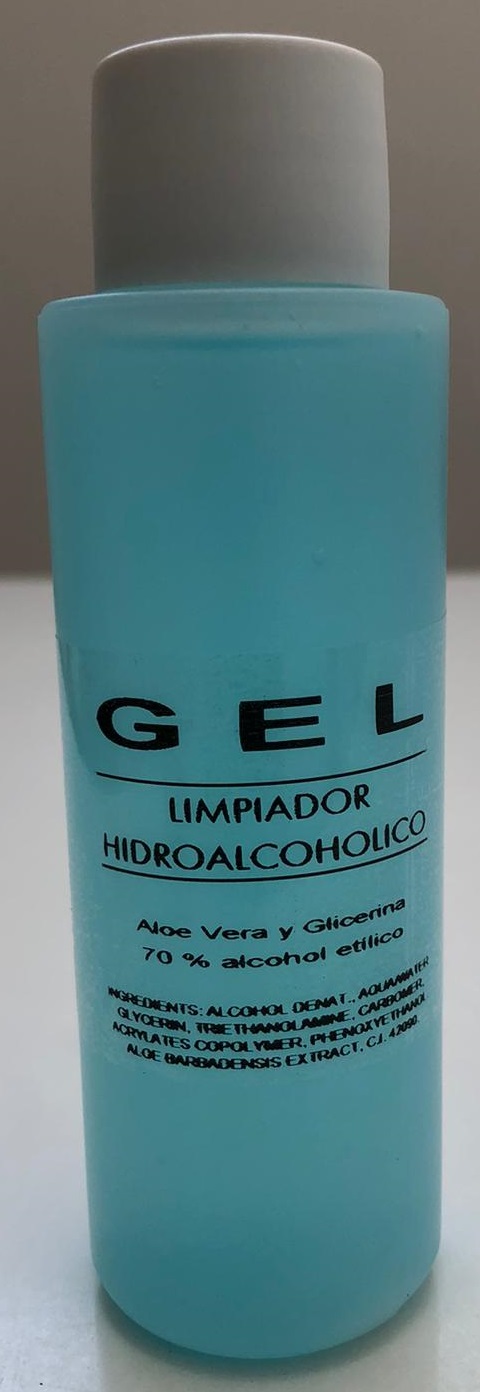 GEL
LIMPIADOR
HIDROALCOHOLICO
Aloe Vera y Glicerina
70 % alcohol etílico
INGREDIENTS: ALCOHOL DENAT., AQUA/WATER
GLYCERIN, TRIETHANOLAMINE, CARBOMER,
ACRYLATES COPOLYMER, PHENOXYETHANOL
ALOE BARBADENSIS EXTRACT, C.I. 42090.